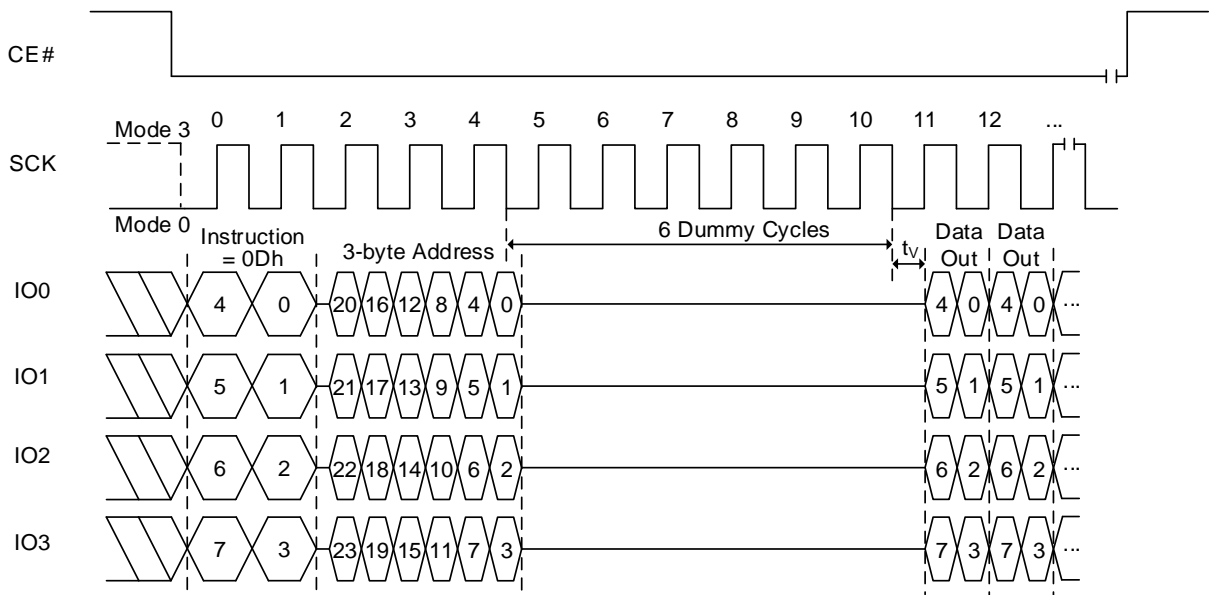 CE#
Mode 3
0 1 2 3 4 5 6 7 8 9 10 11 12 ...
SCK
Mode 0
Instruction
= 0Dh
3-byte Address
6 Dummy Cycles
tV
Data
Out
Data
Out
IO0 4 0 20 16 12 8 4 0 4 0 4 0 ...
IO1 5 1 21 17 13 9 5 1 5 1 5 1 ...
IO2 6 2 22 18 14 10 6 2 6 2 6 2 ...
IO3 7 3 23 19 15 11 7 3 7 3 7 3 ...